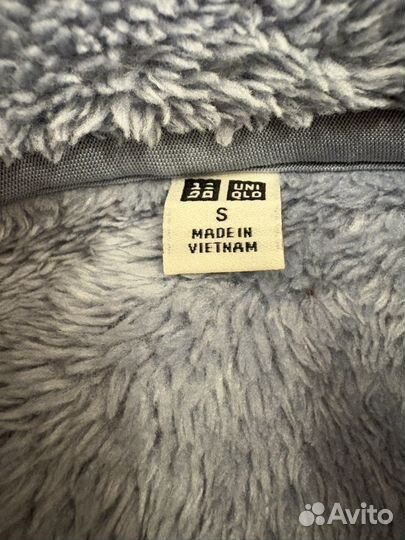 ユニ UNI
クロ QLO
S
MADE IN
VIETNAM
Avito